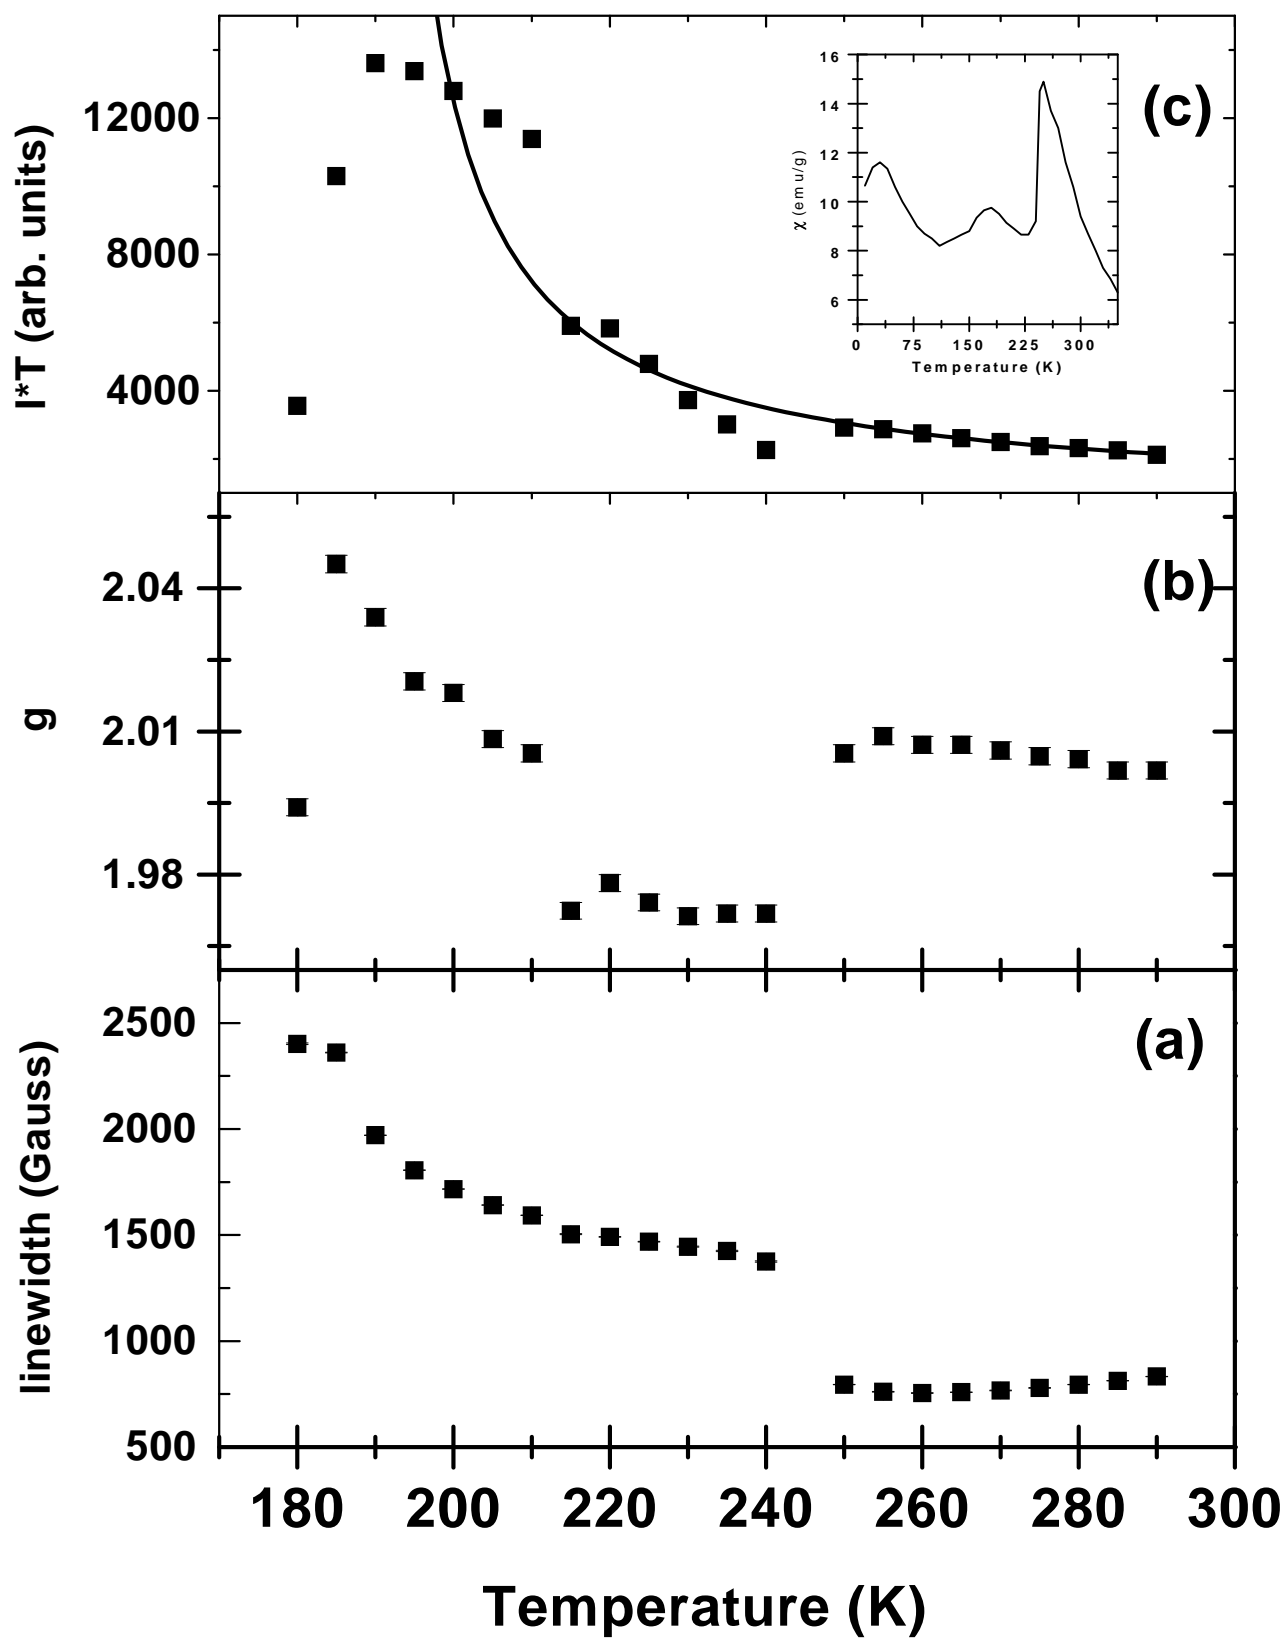 (c)
I*T (arb. units)
12000
8000
4000
χ (emu/g)
16
14
12
10
8
6
0 75 150 225 300
Temperature (K)
(b)
g
2.04
2.01
1.98
(a)
linewidth (Gauss)
2500
2000
1500
1000
500
180 200 220 240 260 280 300
Temperature (K)